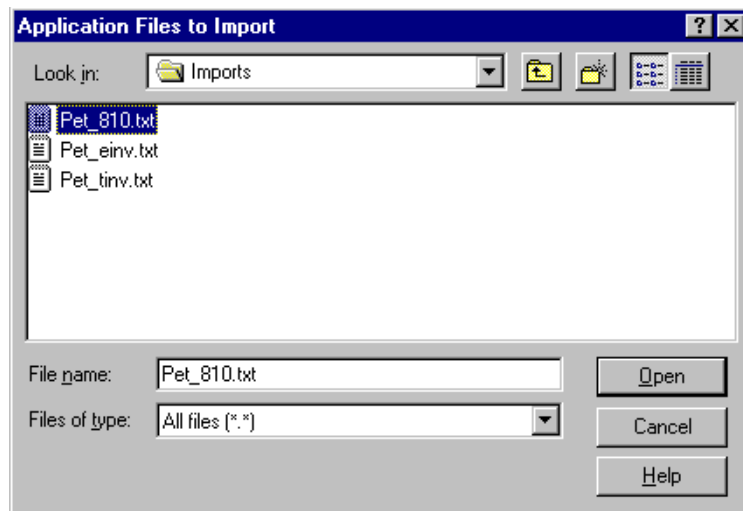 Application Files to Import
Look in: Imports
Pet_810.txt
Pet_einv.txt
Pet_tinv.txt
File name: Pet_810.txt Open
Files of type: All files (*.*) Cancel
Help